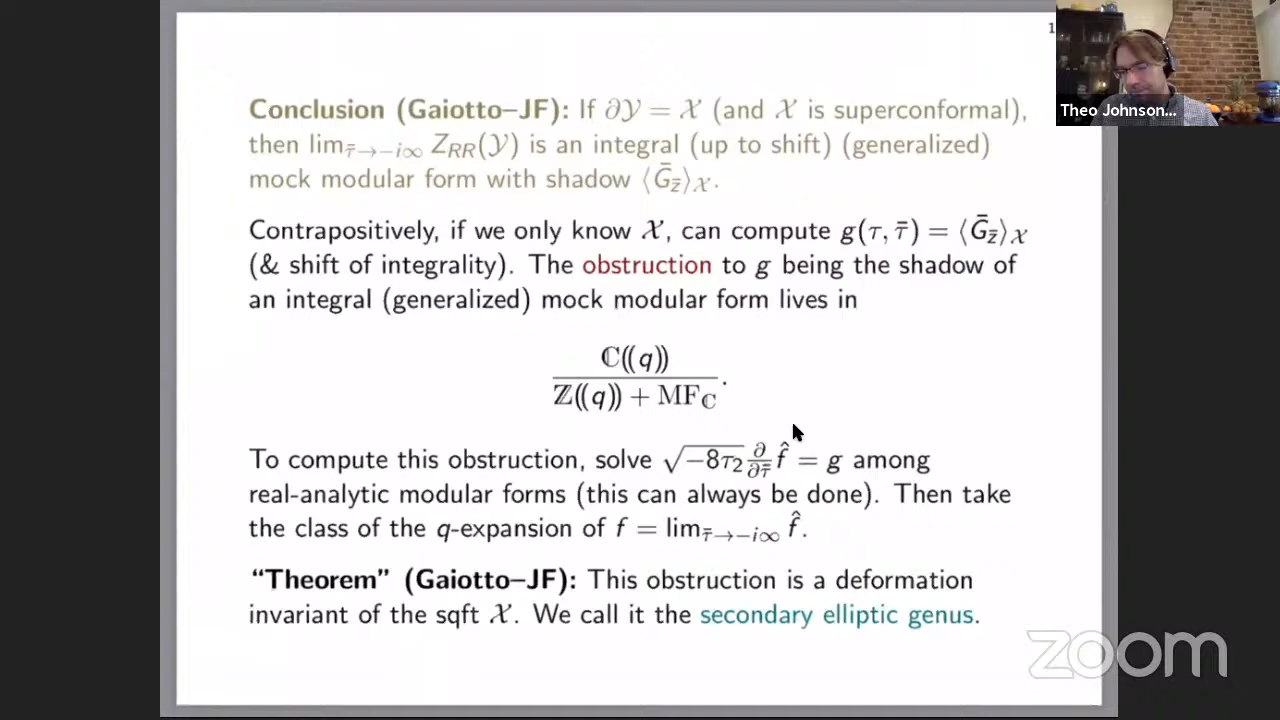 1
Theo Johnson...
Conclusion (Gaiotto–JF): If ∂𝒴 = 𝒳 (and 𝒳 is superconformal),
then lim_{τ̄→−i∞} Z_{RR}(𝒴) is an integral (up to shift) (generalized)
mock modular form with shadow ⟨Ḡ_{z̄}⟩_𝒳.
Contrapositively, if we only know 𝒳, can compute g(τ, τ̄) = ⟨Ḡ_{z̄}⟩_𝒳
(& shift of integrality). The obstruction to g being the shadow of
an integral (generalized) mock modular form lives in
ℂ((q))
ℤ((q)) + MF_ℂ .
To compute this obstruction, solve √−8τ₂ ∂/∂τ̄ f̂ = g among
real-analytic modular forms (this can always be done). Then take
the class of the q-expansion of f = lim_{τ̄→−i∞} f̂.
“Theorem” (Gaiotto–JF): This obstruction is a deformation
invariant of the sqft 𝒳. We call it the secondary elliptic genus.
zoom